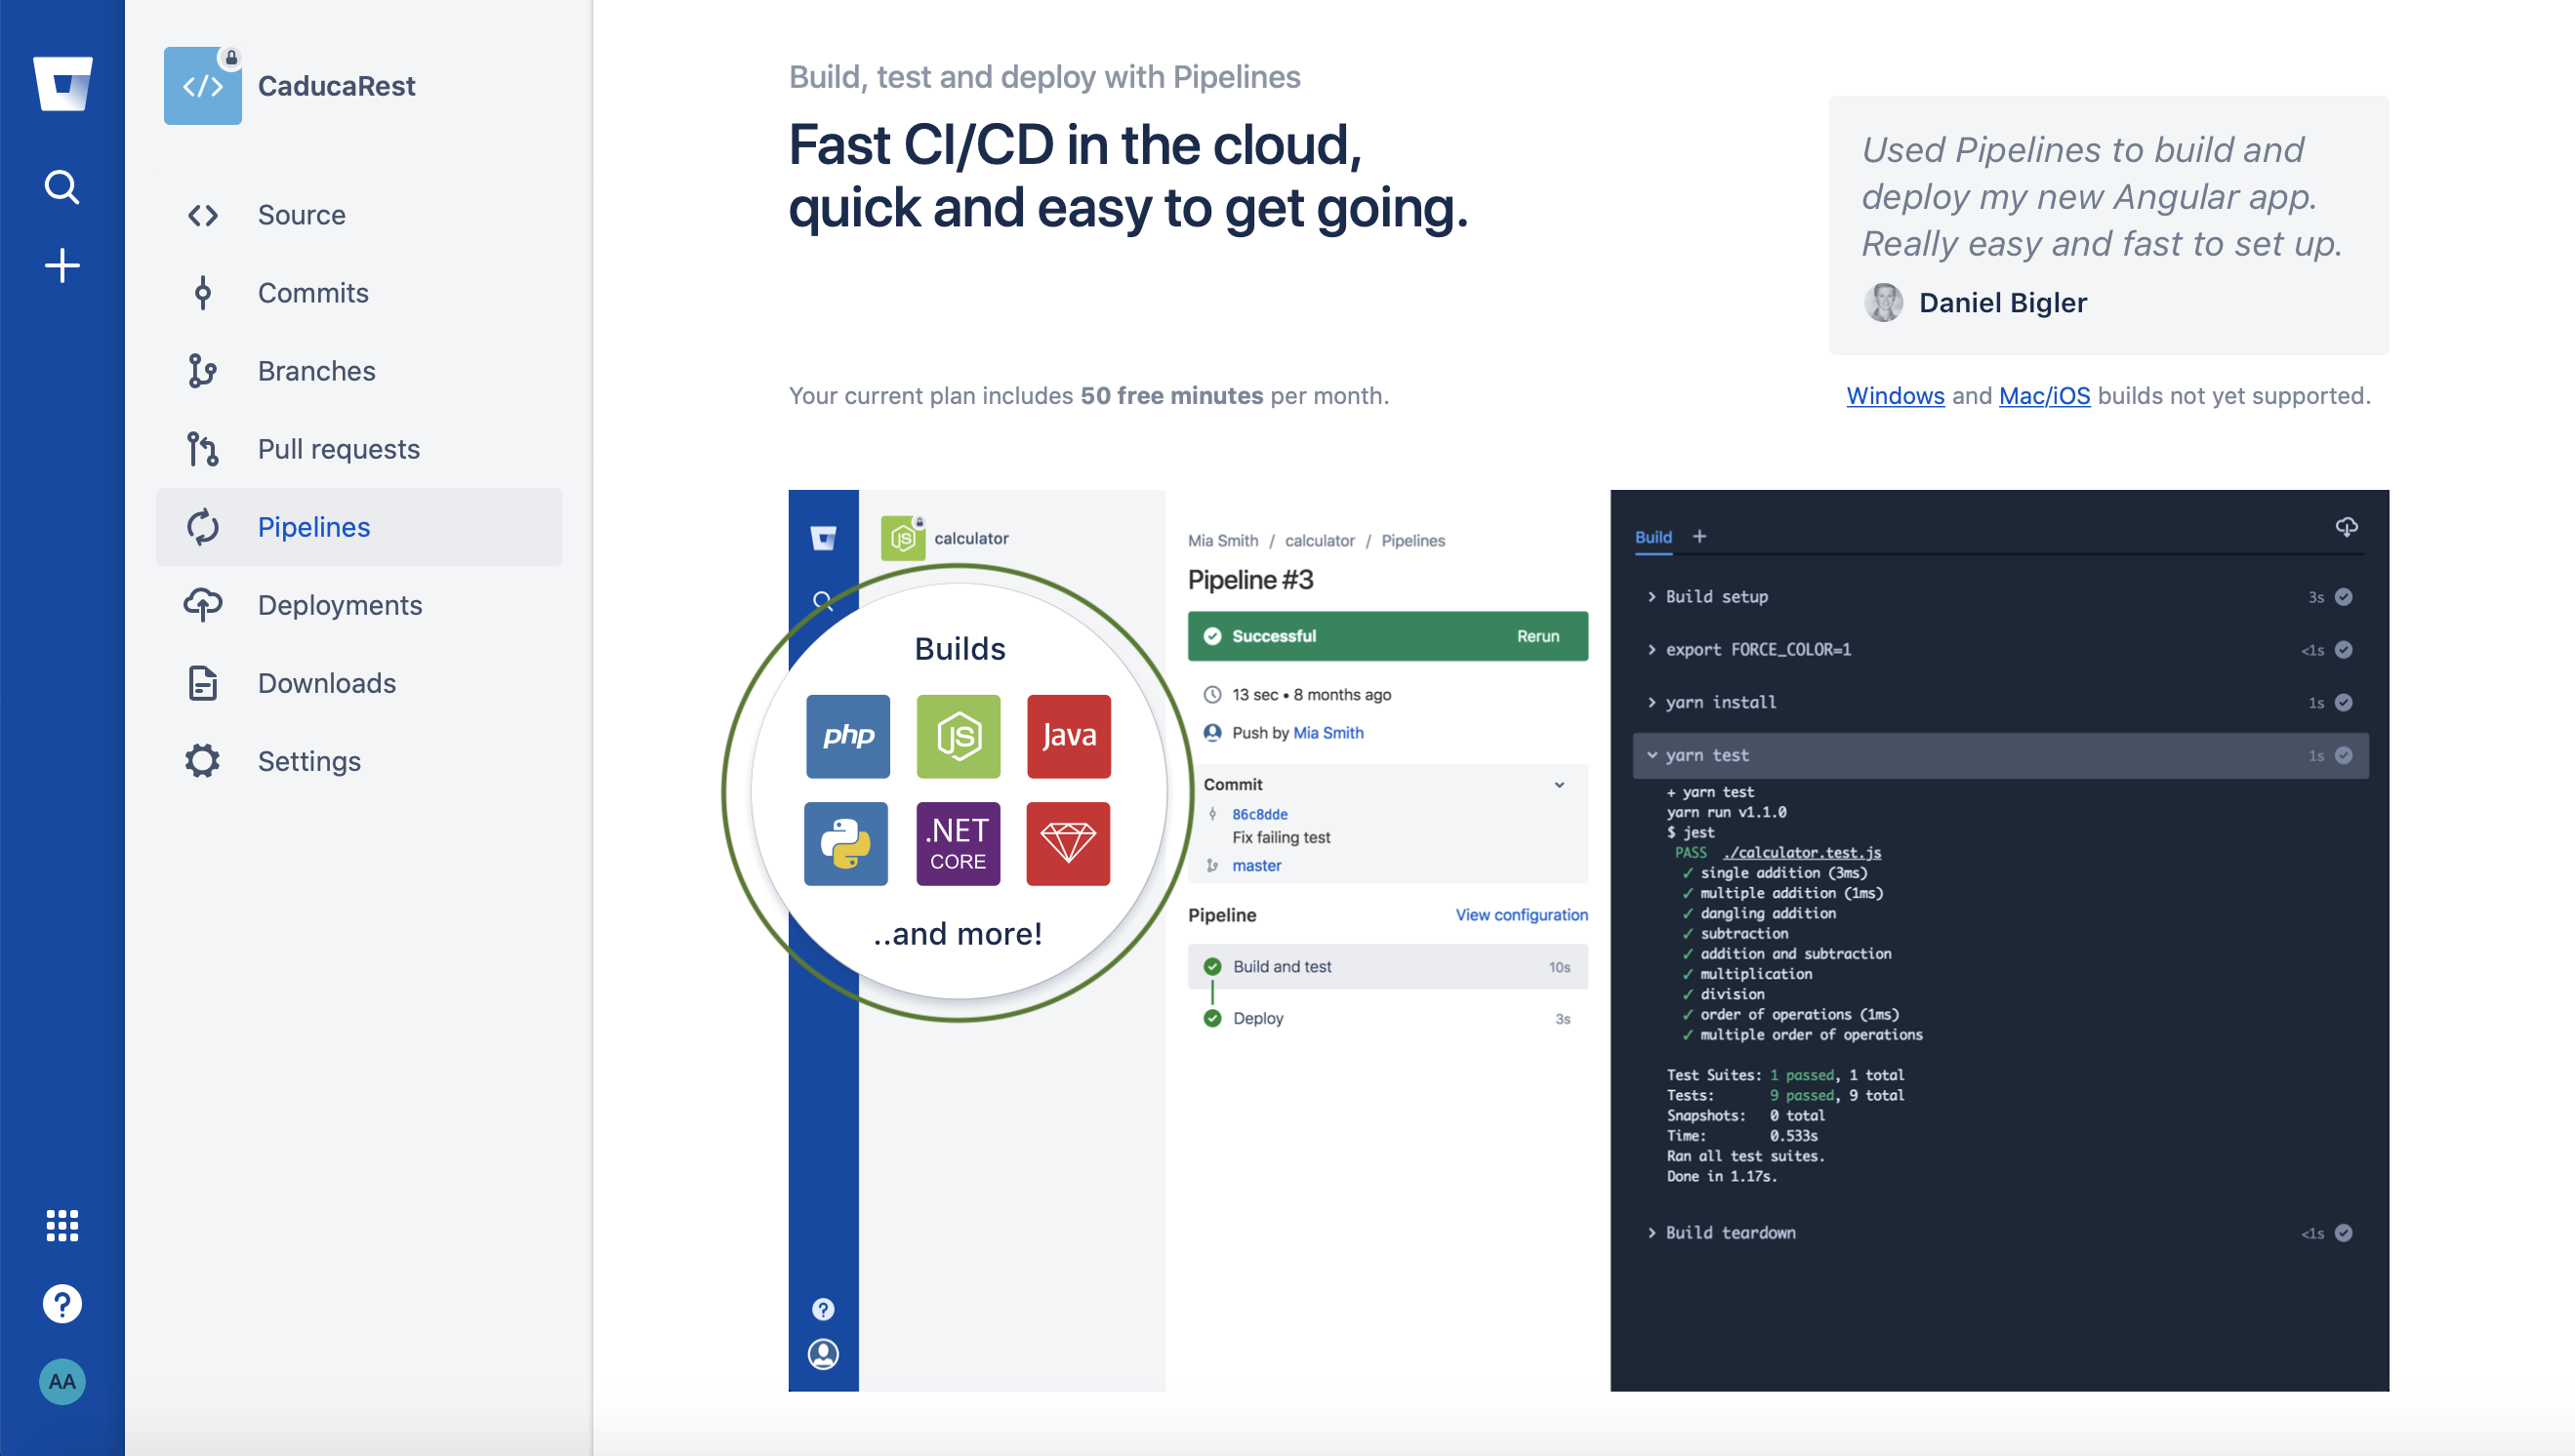 CaducaRest
Source
Commits
Branches
Pull requests
Pipelines
Deployments
Downloads
Settings
AA
Build, test and deploy with Pipelines
Fast CI/CD in the cloud,
quick and easy to get going.
Used Pipelines to build and
deploy my new Angular app.
Really easy and fast to set up.
Daniel Bigler
Your current plan includes 50 free minutes per month.
Windows and Mac/iOS builds not yet supported.
JS calculator
Builds
php JS Java
.NET
CORE
..and more!
Mia Smith / calculator / Pipelines
Pipeline #3
Successful Rerun
13 sec • 8 months ago
Push by Mia Smith
Commit
86c8dde
Fix failing test
master
Pipeline View configuration
Build and test 10s
Deploy 3s
Build +
Build setup 3s
export FORCE_COLOR=1 <1s
yarn install 1s
yarn test 1s
+ yarn test
yarn run v1.1.0
$ jest
PASS ./calculator.test.js
✓ single addition (3ms)
✓ multiple addition (1ms)
✓ dangling addition
✓ subtraction
✓ addition and subtraction
✓ multiplication
✓ division
✓ order of operations (1ms)
✓ multiple order of operations
Test Suites: 1 passed, 1 total
Tests: 9 passed, 9 total
Snapshots: 0 total
Time: 0.533s
Ran all test suites.
Done in 1.17s.
Build teardown <1s